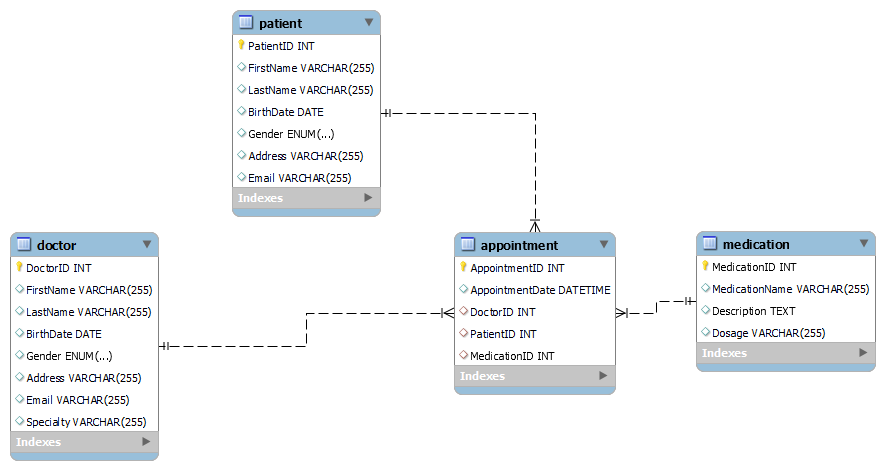 patient
PatientID INT
FirstName VARCHAR(255)
LastName VARCHAR(255)
BirthDate DATE
Gender ENUM(...)
Address VARCHAR(255)
Email VARCHAR(255)
Indexes
doctor
DoctorID INT
FirstName VARCHAR(255)
LastName VARCHAR(255)
BirthDate DATE
Gender ENUM(...)
Address VARCHAR(255)
Email VARCHAR(255)
Specialty VARCHAR(255)
Indexes
appointment
AppointmentID INT
AppointmentDate DATETIME
DoctorID INT
PatientID INT
MedicationID INT
Indexes
medication
MedicationID INT
MedicationName VARCHAR(255)
Description TEXT
Dosage VARCHAR(255)
Indexes